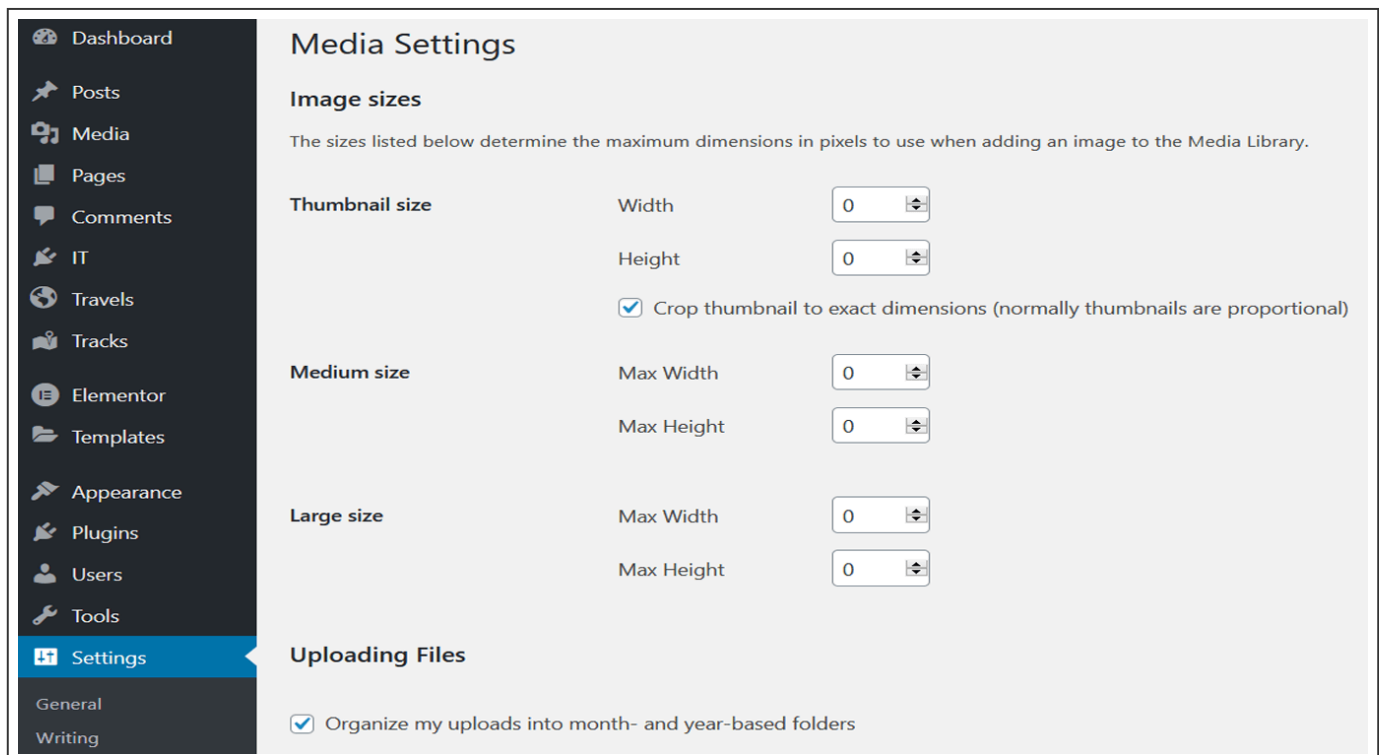 Dashboard
Posts
Media
Pages
Comments
IT
Travels
Tracks
Elementor
Templates
Appearance
Plugins
Users
Tools
Settings
General
Writing
Media Settings
Image sizes
The sizes listed below determine the maximum dimensions in pixels to use when adding an image to the Media Library.
Thumbnail size Width 0
Height 0
Crop thumbnail to exact dimensions (normally thumbnails are proportional)
Medium size Max Width 0
Max Height 0
Large size Max Width 0
Max Height 0
Uploading Files
Organize my uploads into month- and year-based folders